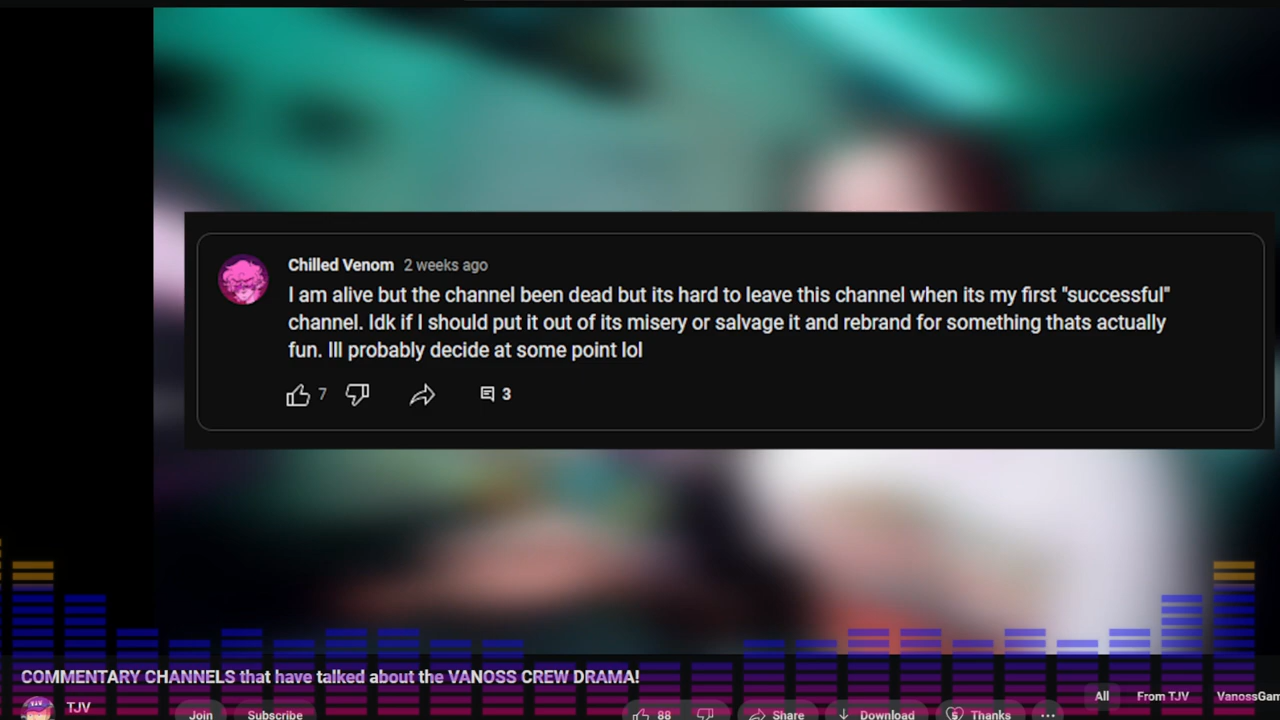 Chilled Venom 2 weeks ago
I am alive but the channel been dead but its hard to leave this channel when its my first "successful"
channel. Idk if I should put it out of its misery or salvage it and rebrand for something thats actually
fun. Ill probably decide at some point lol
7 3
COMMENTARY CHANNELS that have talked about the VANOSS CREW DRAMA!
All From TJV VanossGam
TJV
Join Subscribe 88 Share Download Thanks